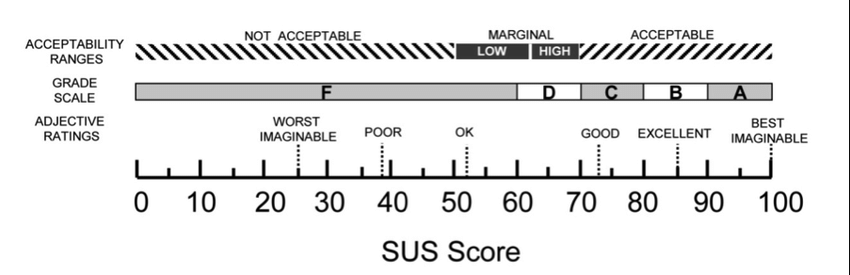 NOT ACCEPTABLE
MARGINAL
ACCEPTABLE
ACCEPTABILITY
RANGES
LOW
HIGH
GRADE
SCALE
F
D
C
B
A
ADJECTIVE
RATINGS
WORST
IMAGINABLE
POOR
OK
GOOD
EXCELLENT
BEST
IMAGINABLE
0 10 20 30 40 50 60 70 80 90 100
SUS Score